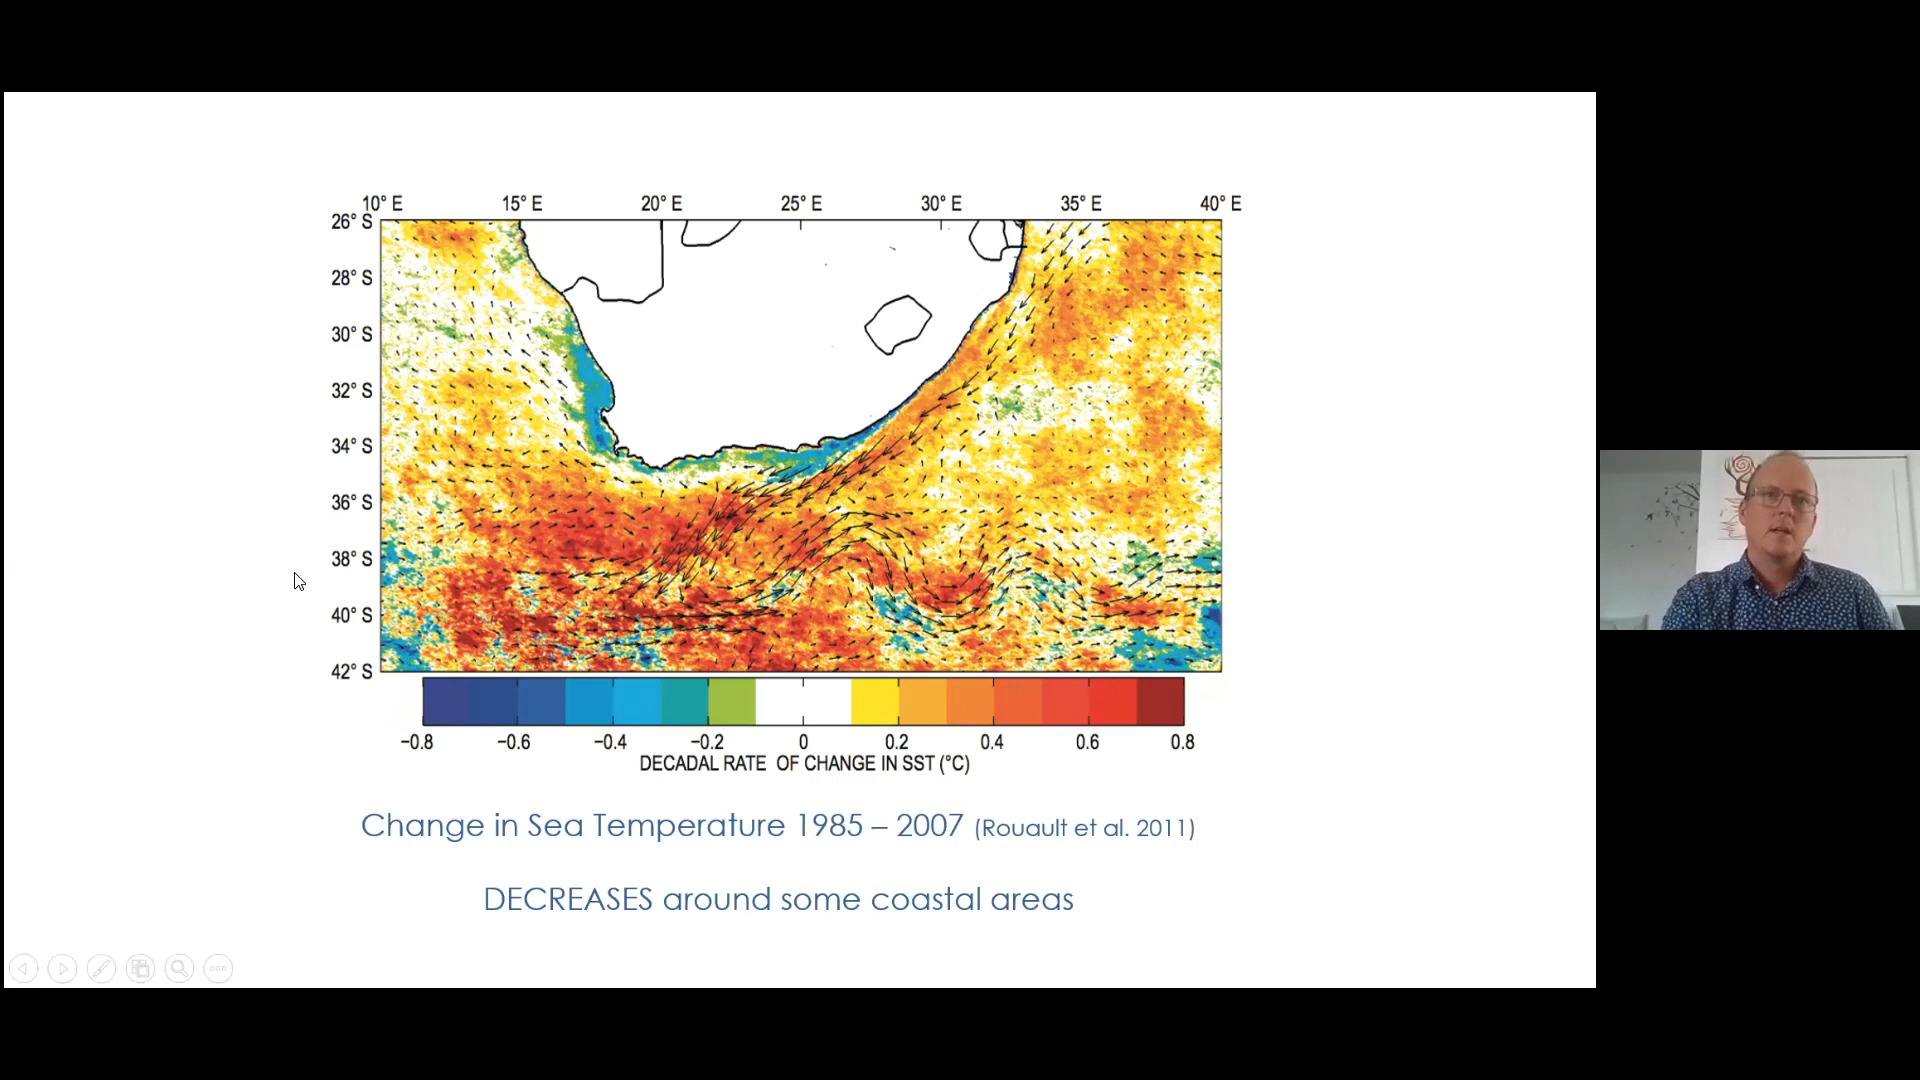 10° E 15° E 20° E 25° E 30° E 35° E 40° E
26° S
28° S
30° S
32° S
34° S
36° S
38° S
40° S
42° S
−0.8 −0.6 −0.4 −0.2 0 0.2 0.4 0.6 0.8
DECADAL RATE OF CHANGE IN SST (°C)
Change in Sea Temperature 1985 – 2007 (Rouault et al. 2011)
DECREASES around some coastal areas